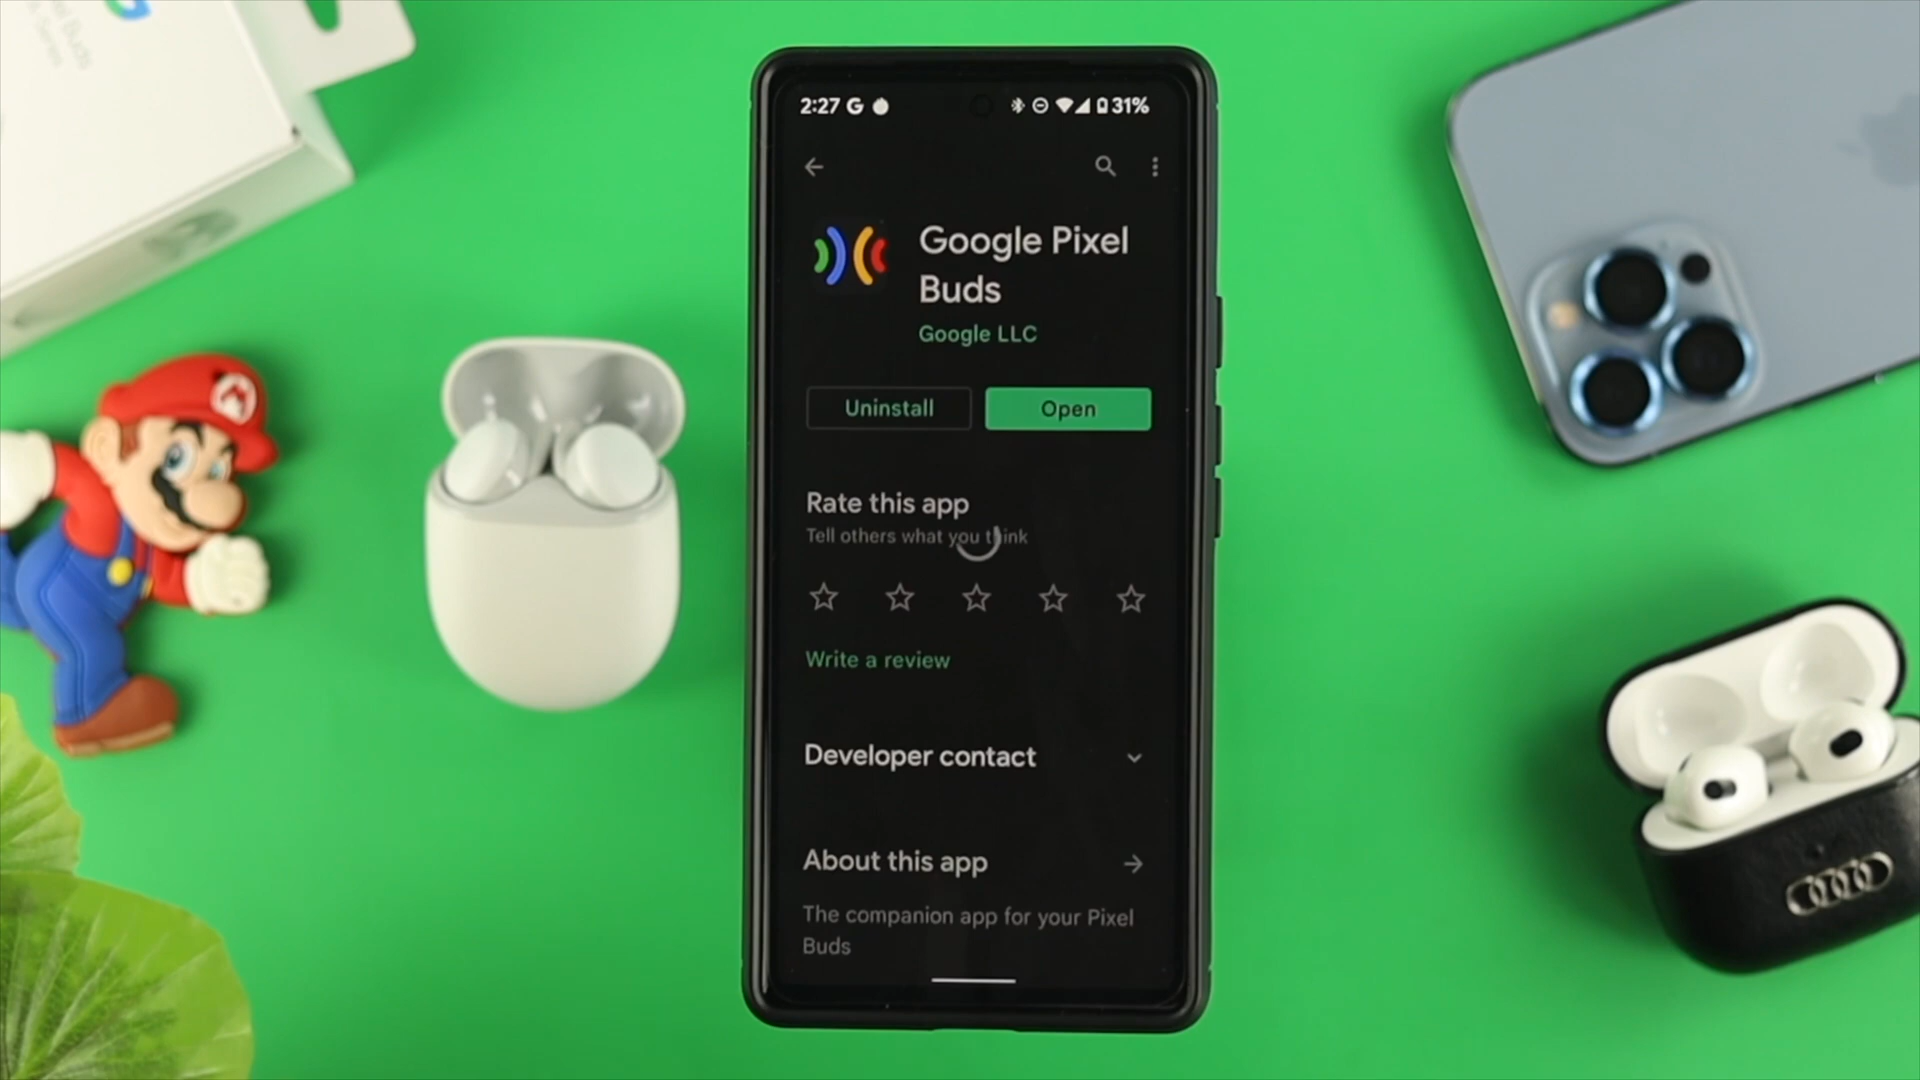 2:27 G 31%
Google Pixel
Buds
Google LLC
Uninstall
Open
Rate this app
Tell others what you think
Write a review
Developer contact
About this app
The companion app for your Pixel
Buds
M